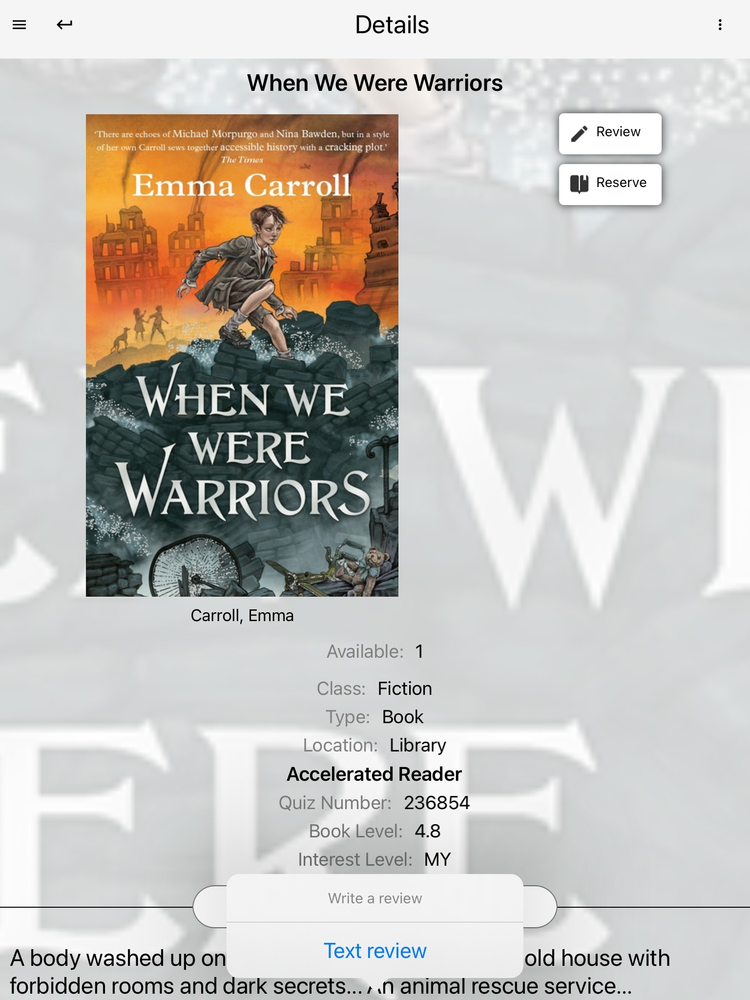 Details
When We Were Warriors
Review
Reserve
‘There are echoes of Michael Morpurgo and Nina Bawden, but in a style
of her own Carroll sews together accessible history with a cracking plot.’
The Times
Emma Carroll
WHEN WE
WERE
WARRIORS
Carroll, Emma
Available: 1
Class: Fiction
Type: Book
Location: Library
Accelerated Reader
Quiz Number: 236854
Book Level: 4.8
Interest Level: MY
Write a review
Text review
A body washed up on old house with
forbidden rooms and dark secrets... An animal rescue service...